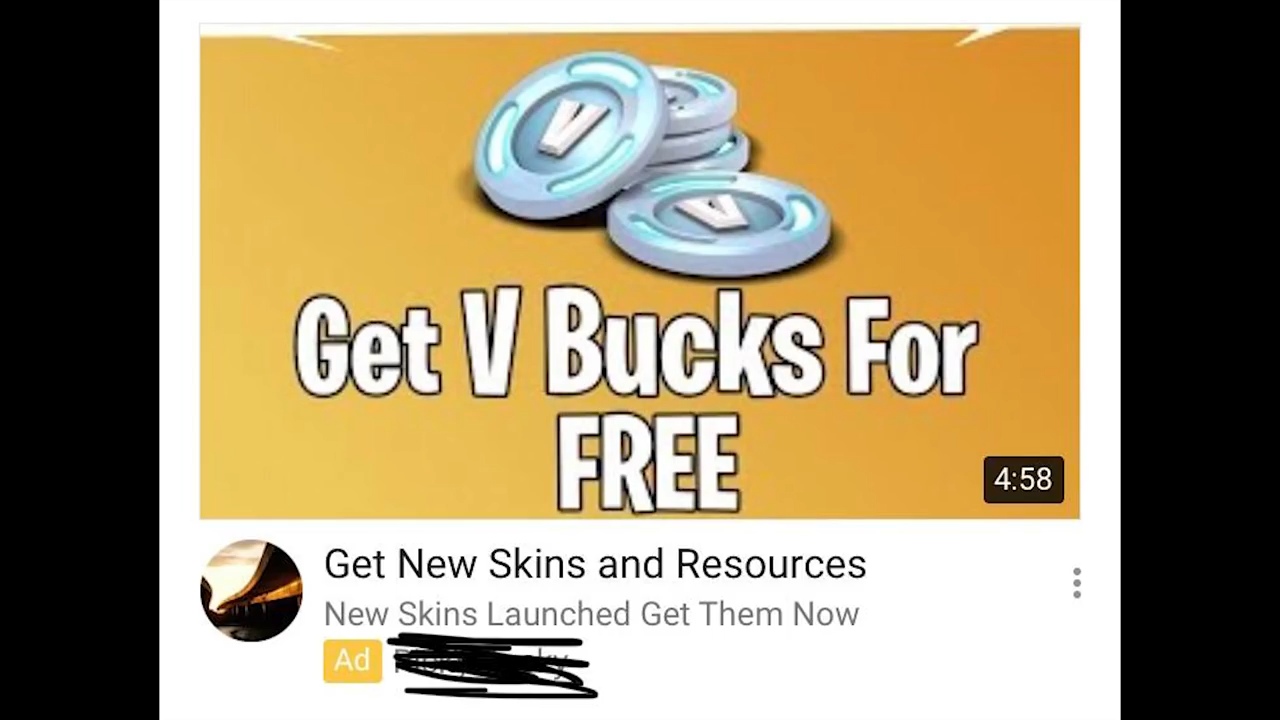 V
V
Get V Bucks For
FREE
4:58
Get New Skins and Resources
New Skins Launched Get Them Now
Ad